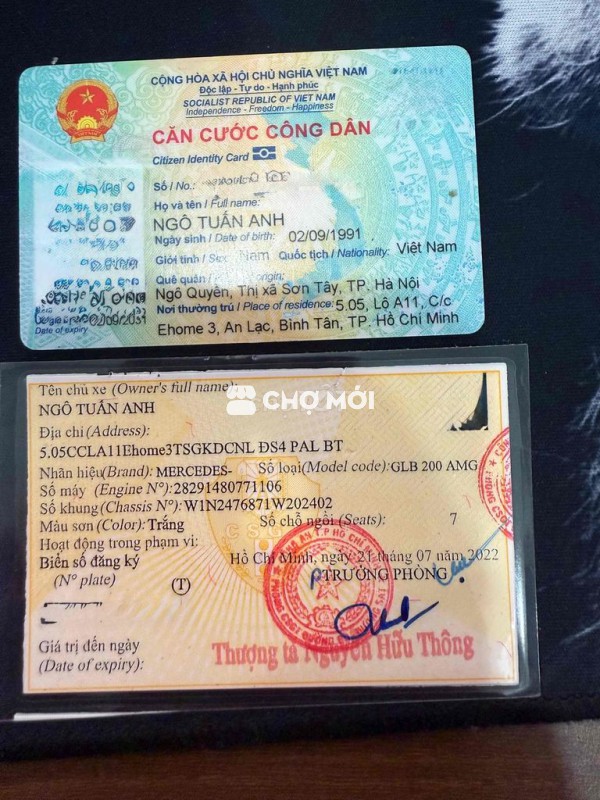 CỘNG HÒA XÃ HỘI CHỦ NGHĨA VIỆT NAM
Độc lập - Tự do - Hạnh phúc
SOCIALIST REPUBLIC OF VIET NAM
Independence - Freedom - Happiness
CĂN CƯỚC CÔNG DÂN
Citizen Identity Card
Số / No.:
Họ và tên / Full name:
NGÔ TUẤN ANH
Ngày sinh / Date of birth: 02/09/1991
Giới tính / Sex: Nam Quốc tịch / Nationality: Việt Nam
Quê quán / Place of origin:
Ngô Quyền, Thị xã Sơn Tây, TP. Hà Nội
Nơi thường trú / Place of residence: 5.05, Lô A11, C/c
Ehome 3, An Lạc, Bình Tân, TP. Hồ Chí Minh
Date of expiry
CHỢ MỚI
Tên chủ xe (Owner's full name):
NGÔ TUẤN ANH
Địa chỉ (Address):
5.05CCLA11Ehome3TSGKDCNL ĐS4 PAL BT
Nhãn hiệu(Brand): MERCEDES- Số loại(Model code):GLB 200 AMG
Số máy (Engine N°):28291480771106
Số khung (Chassis N°):W1N2476871W202402
Màu sơn (Color):Trắng Số chỗ ngồi (Seats): 7
Hoạt động trong phạm vi:
Biển số đăng ký Hồ Chí Minh, ngày 21 tháng 07 năm 2022
(N° plate) (T) TRƯỞNG PHÒNG
Giá trị đến ngày
(Date of expiry):
Thượng tá Nguyễn Hữu Thông